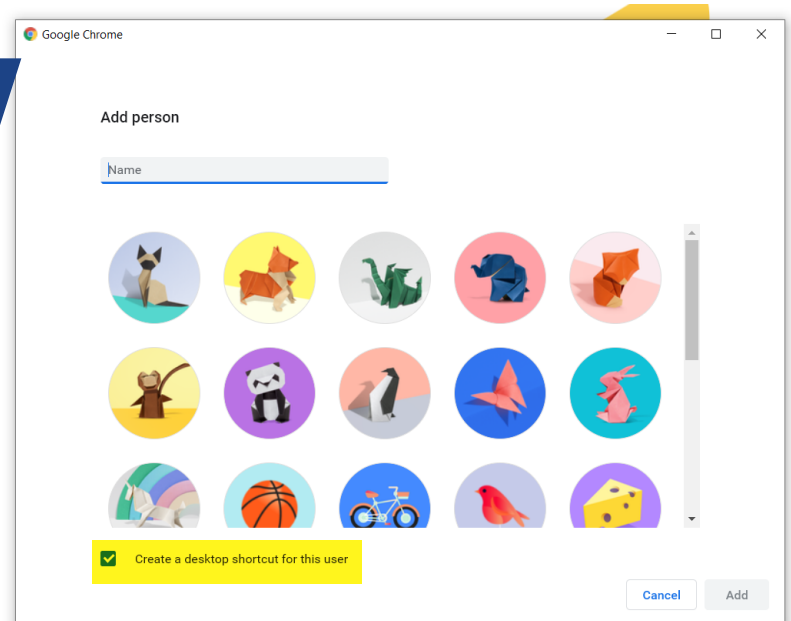 Google Chrome
Add person
Name
Create a desktop shortcut for this user
Cancel
Add